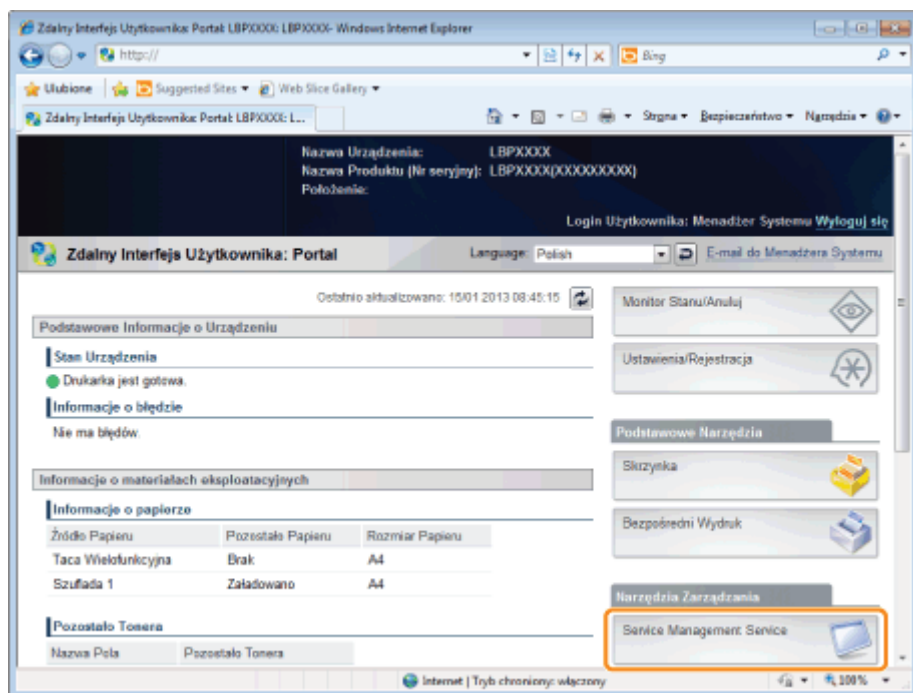 Zdalny Interfejs Użytkownika: Portal: LBPXXXX: LBPXXXX- Windows Internet Explorer
http://
Bing
Ulubione Suggested Sites Web Slice Gallery
Zdalny Interfejs Użytkownika: Portal: LBPXXXX: L...
Strona Bezpieczeństwo Narzędzia
Nazwa Urządzenia: LBPXXXX
Nazwa Produktu (Nr seryjny): LBPXXXX(XXXXXXXXX)
Położenie:
Login Użytkownika: Menadżer Systemu Wyloguj się
Zdalny Interfejs Użytkownika: Portal
Language: Polish
E-mail do Menadżera Systemu
Ostatnio aktualizowano: 15/01 2013 08:45:15
Podstawowe Informacje o Urządzeniu
Stan Urządzenia
Drukarka jest gotowa.
Informacje o błędzie
Nie ma błędów.
Informacje o materiałach eksploatacyjnych
Informacje o papierze
Źródło Papieru Pozostało Papieru Rozmiar Papieru
Taca Wielofunkcyjna Brak A4
Szuflada 1 Załadowano A4
Pozostało Tonera
Nazwa Pola Pozostało Tonera
Monitor Stanu/Anuluj
Ustawienia/Rejestracja
Podstawowe Narzędzia
Skrzynka
Bezpośredni Wydruk
Narzędzia Zarządzania
Service Management Service
Internet | Tryb chroniony: włączony
100%